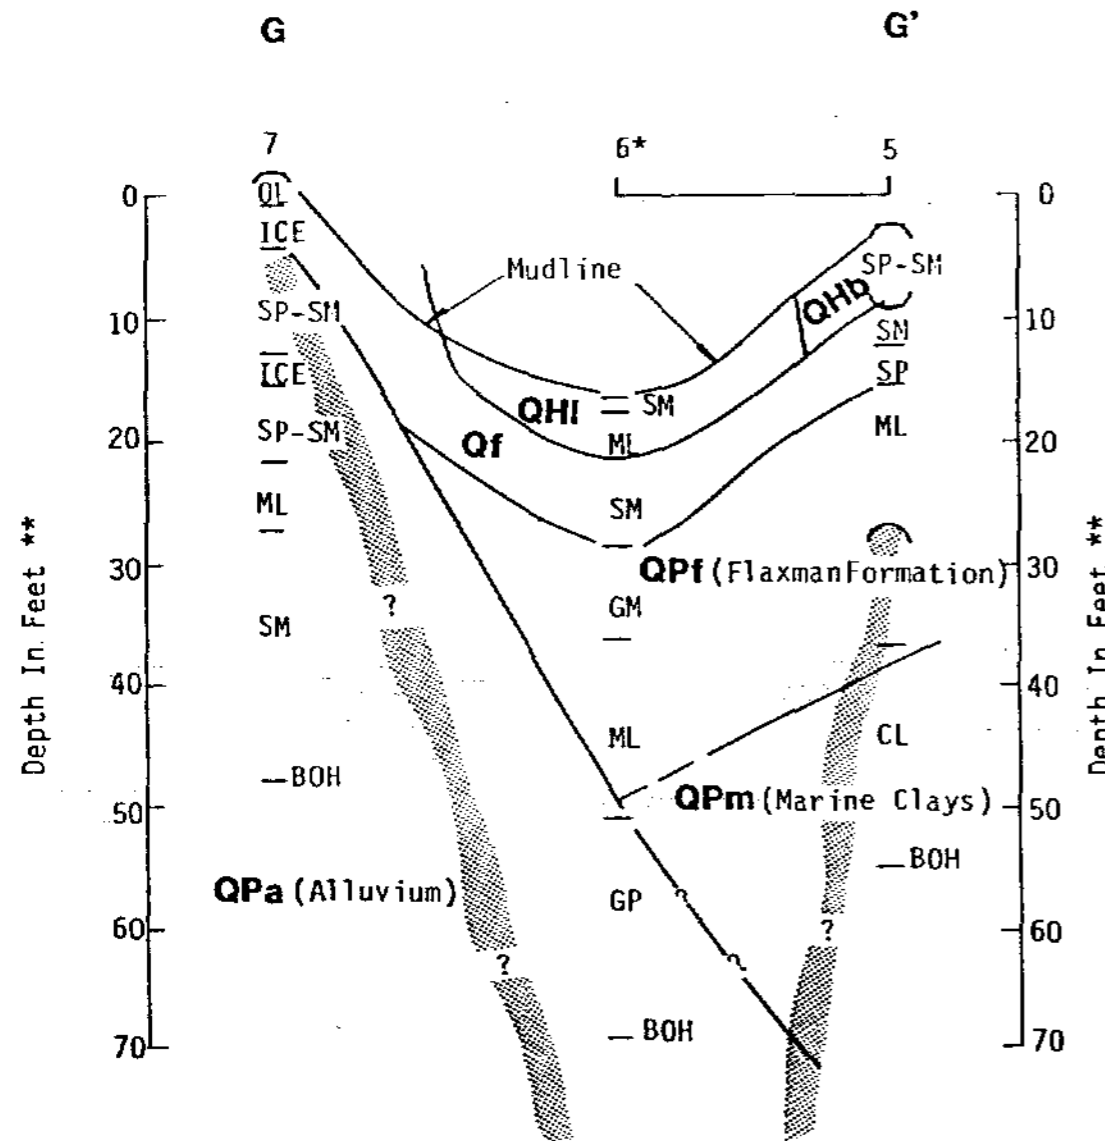 G G'
7 6* 5
0 OL 0
ICE
Mudline SP-SM
SP-SM QHb
10 10
SM
ICE SP
QHl SM
SP-SM Qf ML ML
20 20
ML SM
QPf (Flaxman Formation)
30 30
? GM
SM
40 40
ML CL
BOH QPm (Marine Clays)
50 50
BOH
QPa (Alluvium) GP ?
60 ? 60
? ?
BOH
70 70
Depth In Feet **
Depth In Feet **